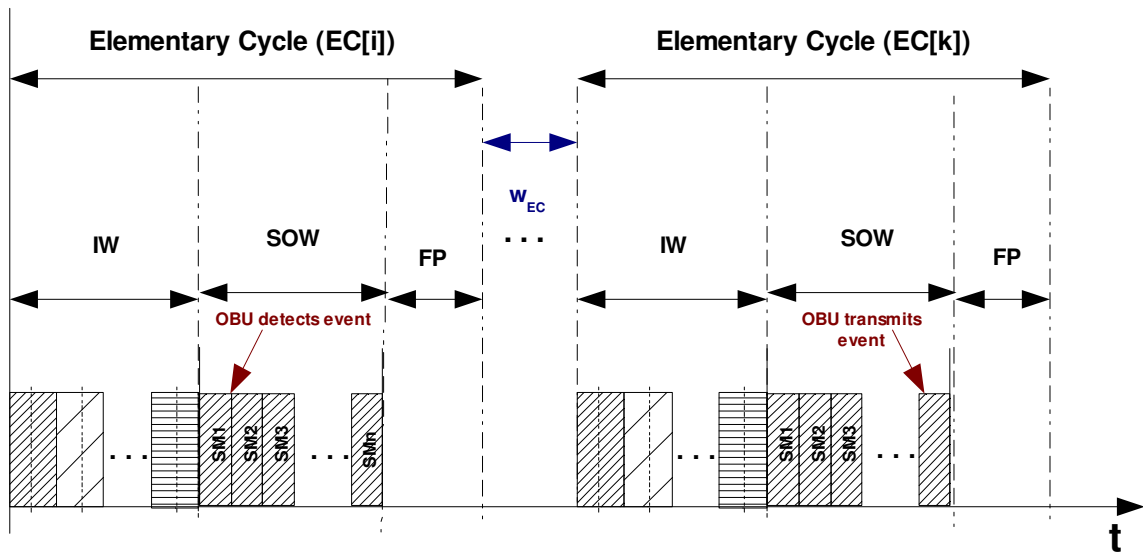 Elementary Cycle (EC[i])
Elementary Cycle (EC[k])
w_EC
...
IW
SOW
FP
IW
SOW
FP
OBU detects event
OBU transmits
event
...
SM1
SM2
SM3
...
SMn
...
SM1
SM2
SM3
...
t